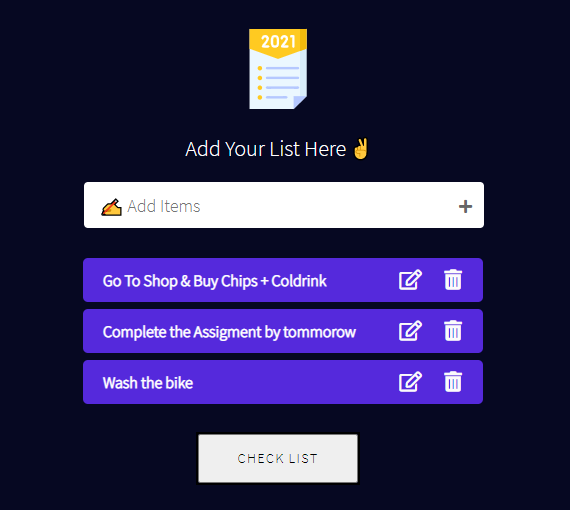 2021
Add Your List Here ✌
✍ Add Items
Go To Shop & Buy Chips + Coldrink
Complete the Assigment by tommorow
Wash the bike
CHECK LIST